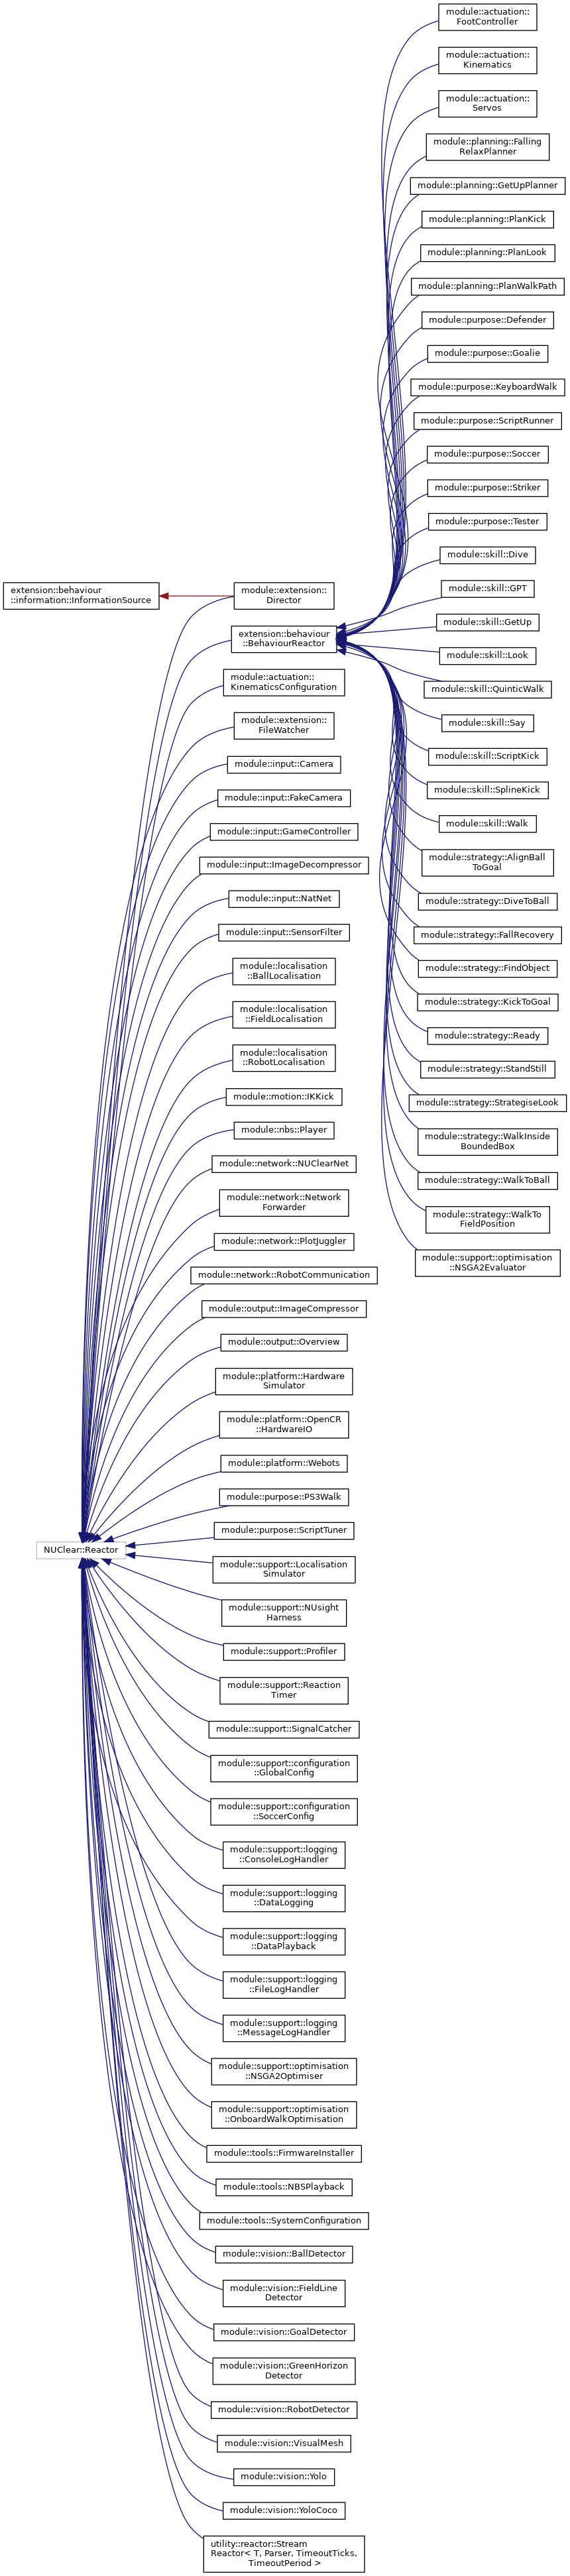 module::actuation::
FootController
module::actuation::
Kinematics
module::actuation::
Servos
module::planning::Falling
RelaxPlanner
module::planning::GetUpPlanner
module::planning::PlanKick
module::planning::PlanLook
module::planning::PlanWalkPath
module::purpose::Defender
module::purpose::Goalie
module::purpose::KeyboardWalk
module::purpose::ScriptRunner
module::purpose::Soccer
module::purpose::Striker
module::purpose::Tester
module::skill::Dive
module::skill::GPT
module::skill::GetUp
module::skill::Look
module::skill::QuinticWalk
module::skill::Say
module::skill::ScriptKick
module::skill::SplineKick
module::skill::Walk
module::strategy::AlignBall
ToGoal
module::strategy::DiveToBall
module::strategy::FallRecovery
module::strategy::FindObject
module::strategy::KickToGoal
module::strategy::Ready
module::strategy::StandStill
module::strategy::StrategiseLook
module::strategy::WalkInside
BoundedBox
module::strategy::WalkToBall
module::strategy::WalkTo
FieldPosition
module::support::optimisation
::NSGA2Evaluator
extension::behaviour
::information::InformationSource
module::extension::
Director
extension::behaviour
::BehaviourReactor
module::actuation::
KinematicsConfiguration
module::extension::
FileWatcher
module::input::Camera
module::input::FakeCamera
module::input::GameController
module::input::ImageDecompressor
module::input::NatNet
module::input::SensorFilter
module::localisation
::BallLocalisation
module::localisation
::FieldLocalisation
module::localisation
::RobotLocalisation
module::motion::IKKick
module::nbs::Player
module::network::NUClearNet
module::network::Network
Forwarder
module::network::PlotJuggler
module::network::RobotCommunication
module::output::ImageCompressor
module::output::Overview
module::platform::Hardware
Simulator
module::platform::OpenCR
::HardwareIO
module::platform::Webots
module::purpose::PS3Walk
module::purpose::ScriptTuner
NUClear::Reactor
module::support::Localisation
Simulator
module::support::NUsight
Harness
module::support::Profiler
module::support::Reaction
Timer
module::support::SignalCatcher
module::support::configuration
::GlobalConfig
module::support::configuration
::SoccerConfig
module::support::logging
::ConsoleLogHandler
module::support::logging
::DataLogging
module::support::logging
::DataPlayback
module::support::logging
::FileLogHandler
module::support::logging
::MessageLogHandler
module::support::optimisation
::NSGA2Optimiser
module::support::optimisation
::OnboardWalkOptimisation
module::tools::FirmwareInstaller
module::tools::NBSPlayback
module::tools::SystemConfiguration
module::vision::BallDetector
module::vision::FieldLine
Detector
module::vision::GoalDetector
module::vision::GreenHorizon
Detector
module::vision::RobotDetector
module::vision::VisualMesh
module::vision::Yolo
module::vision::YoloCoco
utility::reactor::Stream
Reactor< T, Parser, TimeoutTicks,
TimeoutPeriod >